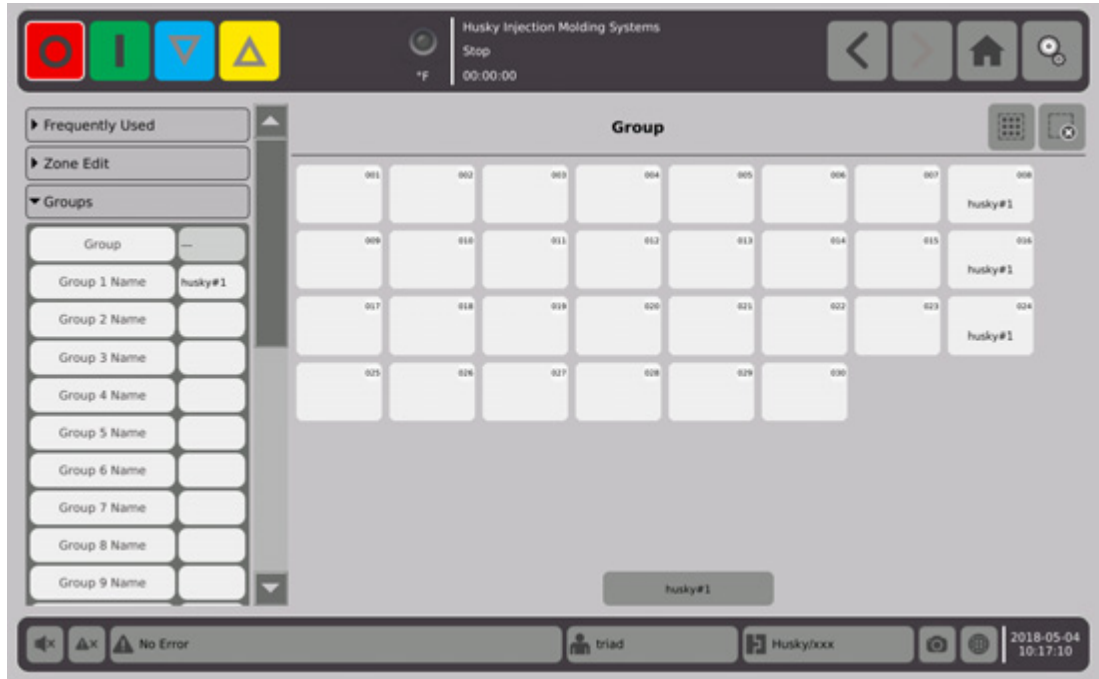 Husky Injection Molding Systems
Stop
°F 00:00:00
Frequently Used
Group
Zone Edit
Groups
001 002 003 004 005 006 007 008
husky#1
Group —
009 010 011 012 013 014 015 016
Group 1 Name husky#1
husky#1
Group 2 Name
017 018 019 020 021 022 023 024
husky#1
Group 3 Name
025 026 027 028 029 030
Group 4 Name
Group 5 Name
Group 6 Name
Group 7 Name
Group 8 Name
Group 9 Name
husky#1
No Error
triad
Husky/xxx
2018-05-04
10:17:10